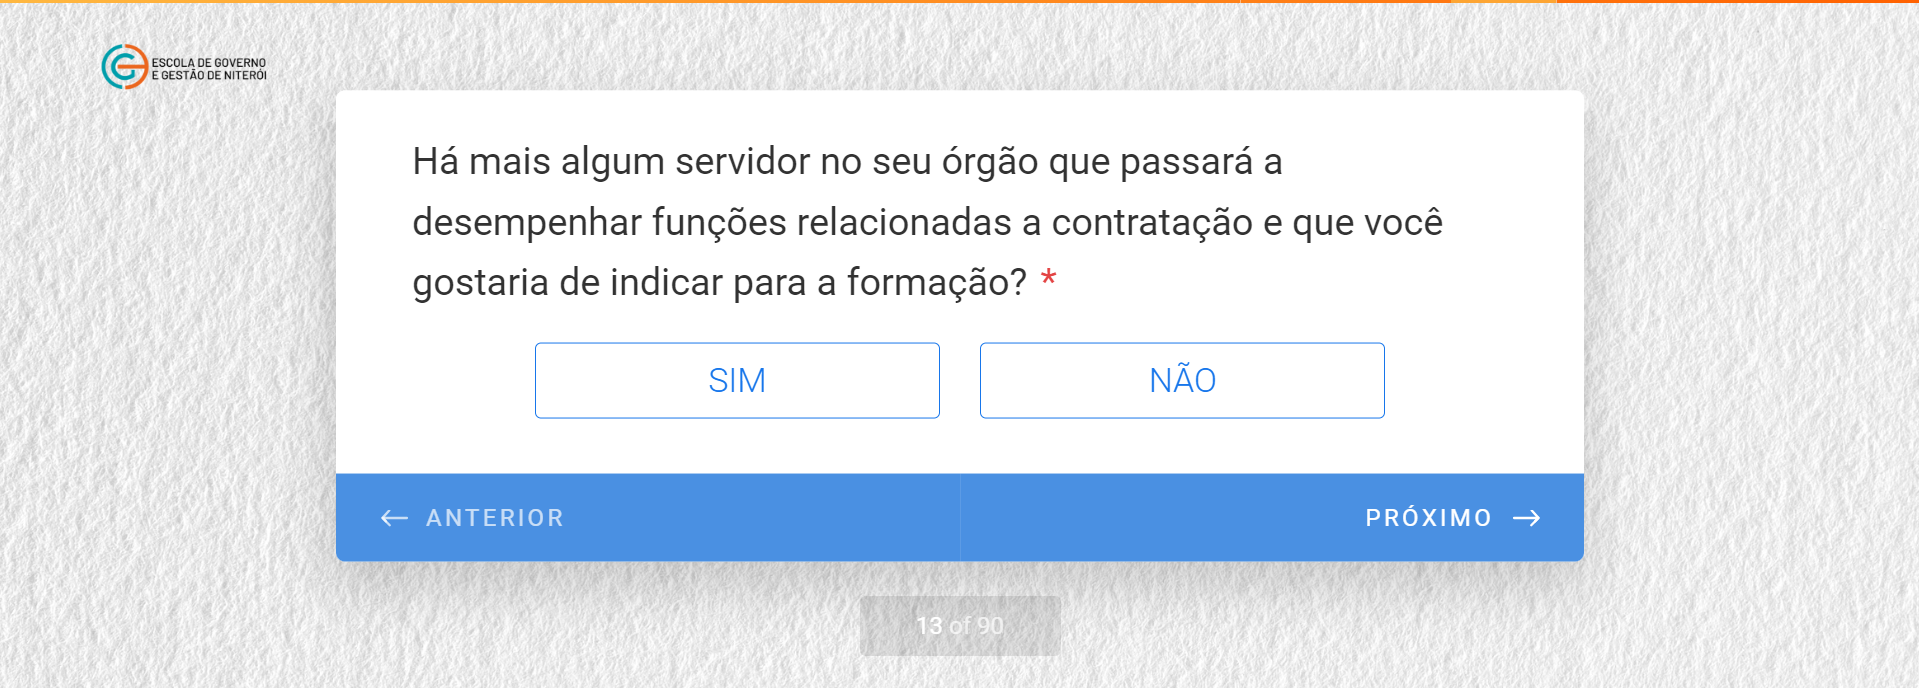 ESCOLA DE GOVERNO
E GESTÃO DE NITERÓI
Há mais algum servidor no seu órgão que passará a
desempenhar funções relacionadas a contratação e que você
gostaria de indicar para a formação? *
SIM
NÃO
← ANTERIOR
PRÓXIMO →
13 of 90